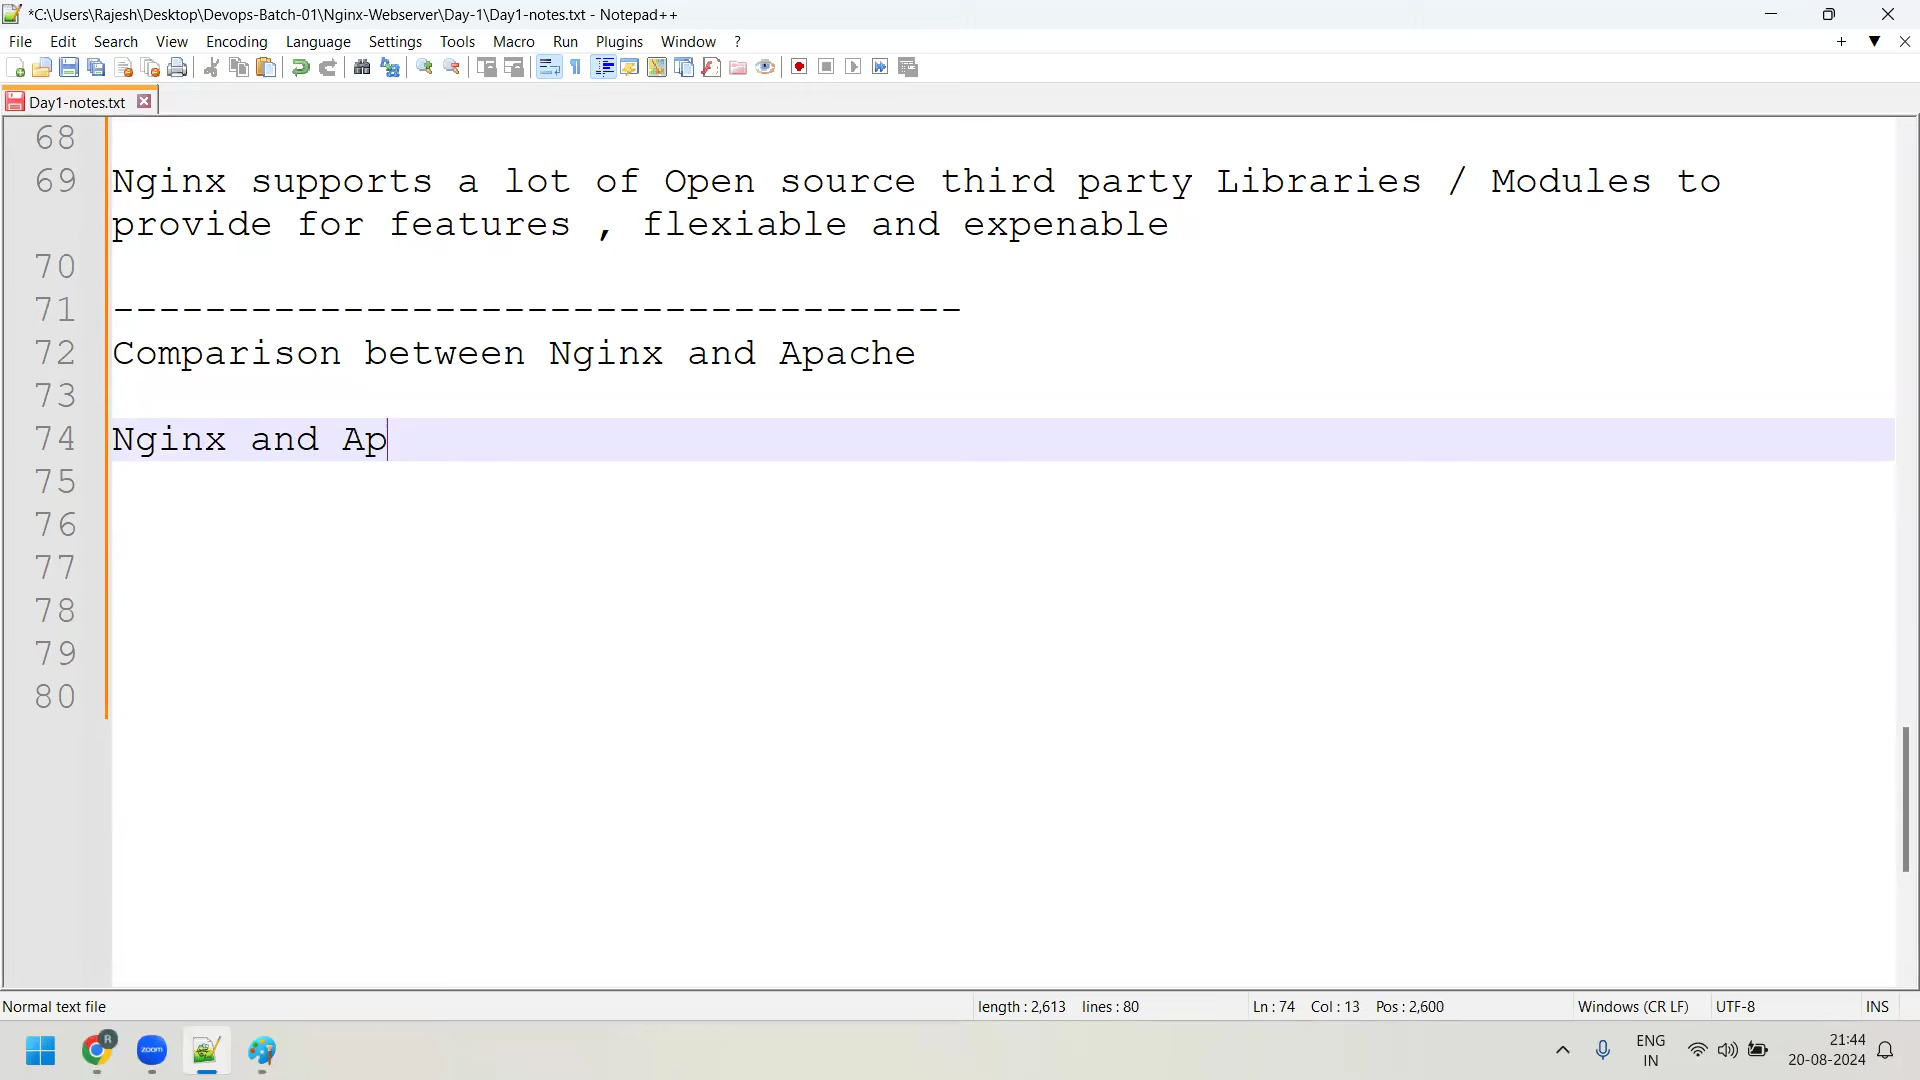 *C:\Users\Rajesh\Desktop\Devops-Batch-01\Nginx-Webserver\Day-1\Day1-notes.txt - Notepad++
File Edit Search View Encoding Language Settings Tools Macro Run Plugins Window ?
Day1-notes.txt
68
69 Nginx supports a lot of Open source third party Libraries / Modules to
provide for features , flexiable and expenable
70
71 -------------------------------------
72 Comparison between Nginx and Apache
73
74 Nginx and Ap
75
76
77
78
79
80
Normal text file length : 2,613 lines : 80 Ln : 74 Col : 13 Pos : 2,600 Windows (CR LF) UTF-8 INS
R
zoom
ENG
IN
21:44
20-08-2024